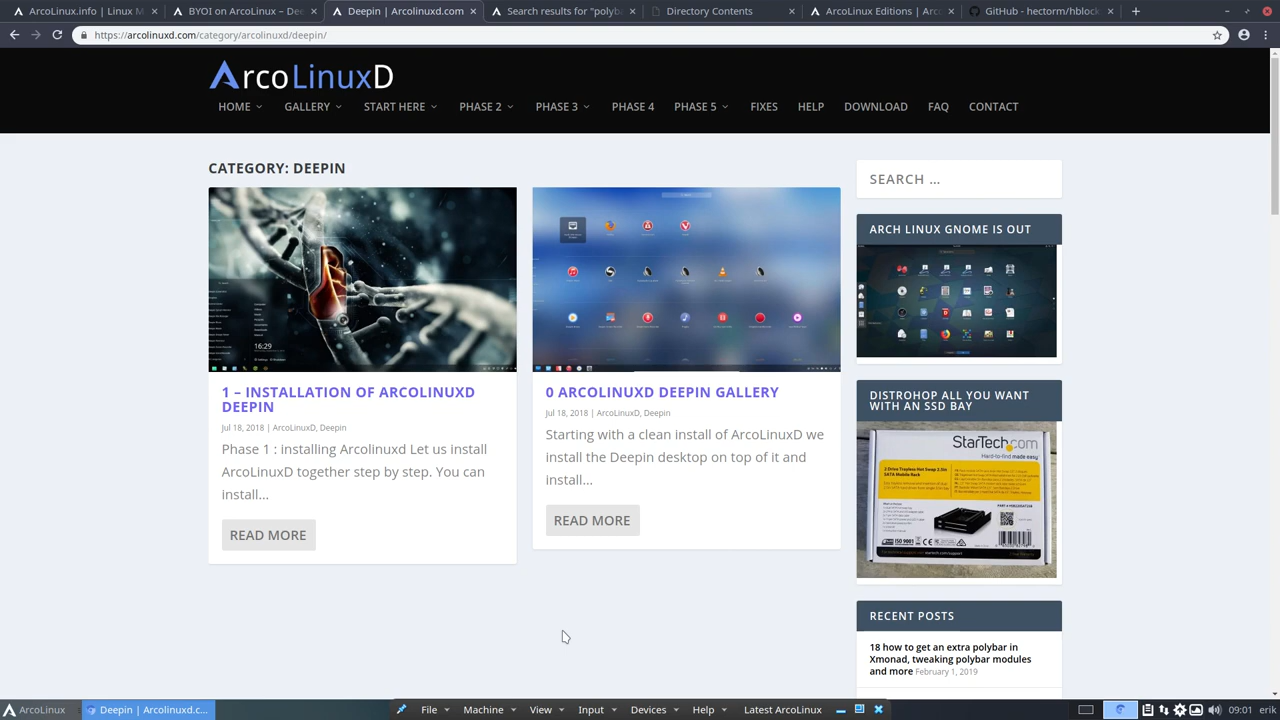 ArcoLinux.info | Linux M
BYOI on ArcoLinux – Dee
Deepin | Arcolinuxd.com
Search results for "polyb
Directory Contents
ArcoLinux Editions | Arc
GitHub - hectorm/hblock
https://arcolinuxd.com/category/arcolinuxd/deepin/
ArcoLinuxD
HOME
GALLERY
START HERE
PHASE 2
PHASE 3
PHASE 4
PHASE 5
FIXES
HELP
DOWNLOAD
FAQ
CONTACT
CATEGORY: DEEPIN
16:29
1 – INSTALLATION OF ARCOLINUXD
DEEPIN
Jul 18, 2018 | ArcoLinuxD, Deepin
Phase 1 : installing Arcolinuxd Let us install
ArcoLinuxD together step by step. You can
install...
READ MORE
0 ARCOLINUXD DEEPIN GALLERY
Jul 18, 2018 | ArcoLinuxD, Deepin
Starting with a clean install of ArcoLinuxD we
install the Deepin desktop on top of it and
install...
READ MORE
SEARCH …
ARCH LINUX GNOME IS OUT
DISTROHOP ALL YOU WANT
WITH AN SSD BAY
StarTech.com
Hard-to-find made easy
RECENT POSTS
18 how to get an extra polybar in
Xmonad, tweaking polybar modules
and more February 1, 2019
ArcoLinux
Deepin | Arcolinuxd.c...
File
Machine
View
Input
Devices
Help
Latest ArcoLinux
09:01
erik